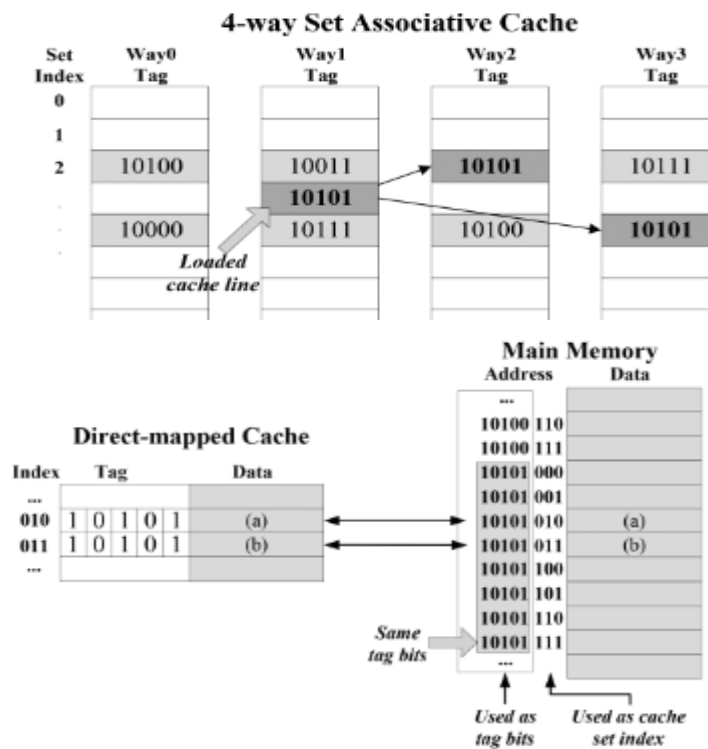 4-way Set Associative Cache
Set Index
Way0 Tag
Way1 Tag
Way2 Tag
Way3 Tag
0
1
2 10100 10011 10101 10111
. 10101
. 10000 10111 10100 10101
.
Loaded
cache line
Main Memory
Address Data
...
10100 110
10100 111
10101 000
10101 001
10101 010 (a)
10101 011 (b)
10101 100
10101 101
10101 110
10101 111
...
Direct-mapped Cache
Index Tag Data
...
010 1 0 1 0 1 (a)
011 1 0 1 0 1 (b)
...
Same
tag bits
Used as
tag bits
Used as cache
set index